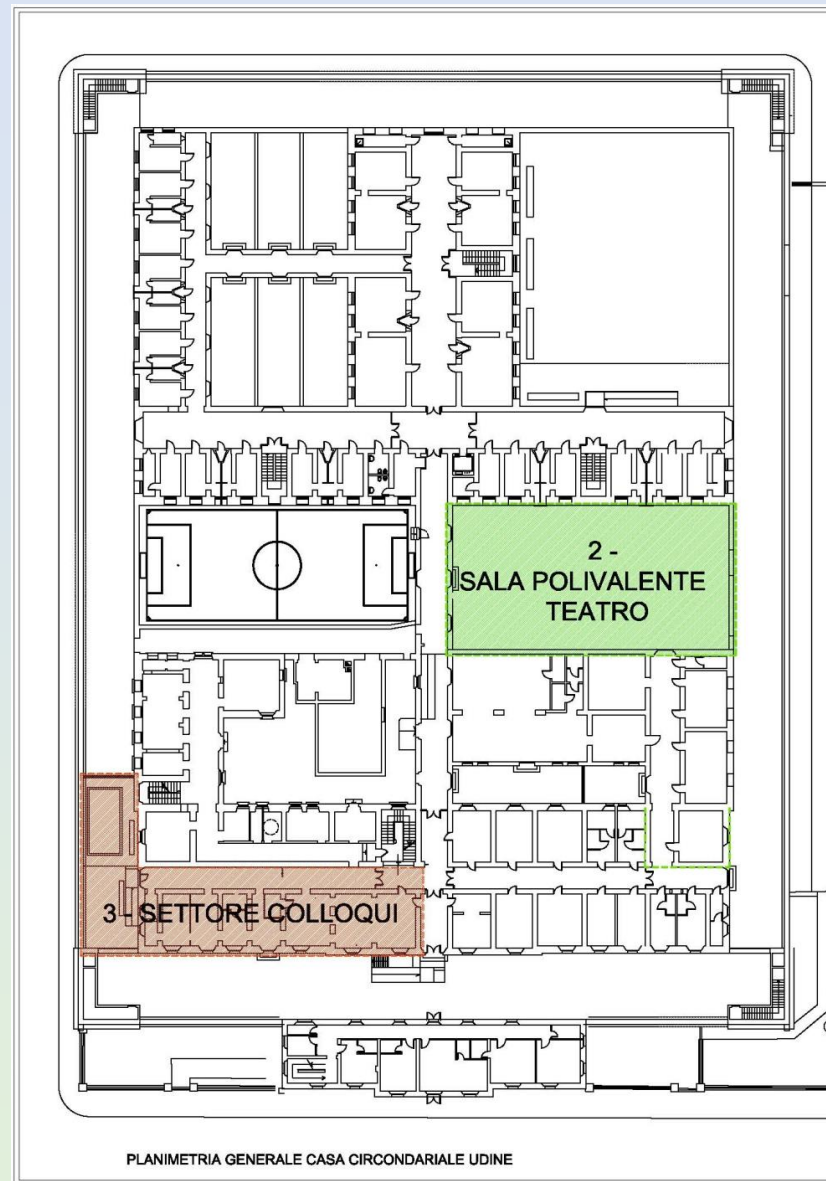 2 -
SALA POLIVALENTE
TEATRO
3 - SETTORE COLLOQUI
PLANIMETRIA GENERALE CASA CIRCONDARIALE UDINE